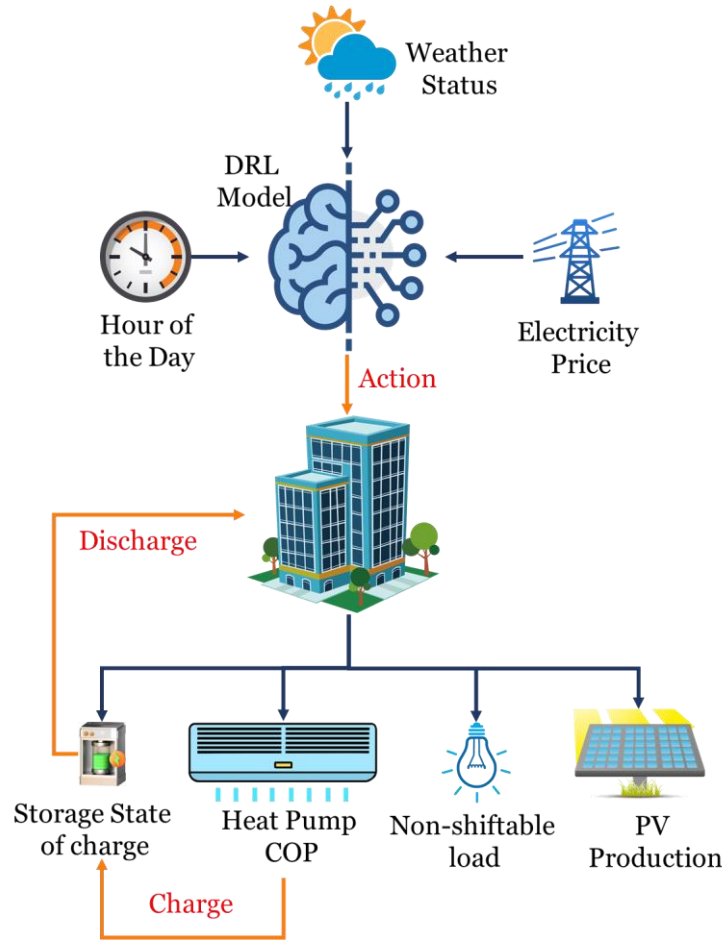 Weather
Status
DRL
Model
Hour of
the Day
Electricity
Price
Action
Discharge
Storage State
of charge
Heat Pump
COP
Non-shiftable
load
PV
Production
Charge